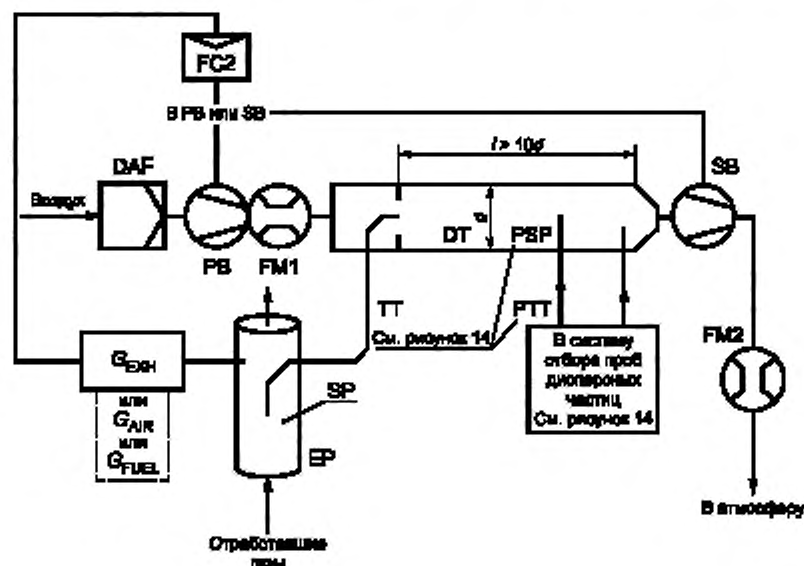 FC2
В PB или SB
l > 10d
DAF
SB
Воздух
d
DT
PSP
PB
FM1
TT
PTT
См. рисунок 14
В систему
отбора проб
дисперсных
частиц
См. рисунок 14
FM2
GEXH
или
GAIR
или
GFUEL
SP
EP
В атмосферу
Отработавшие
газы